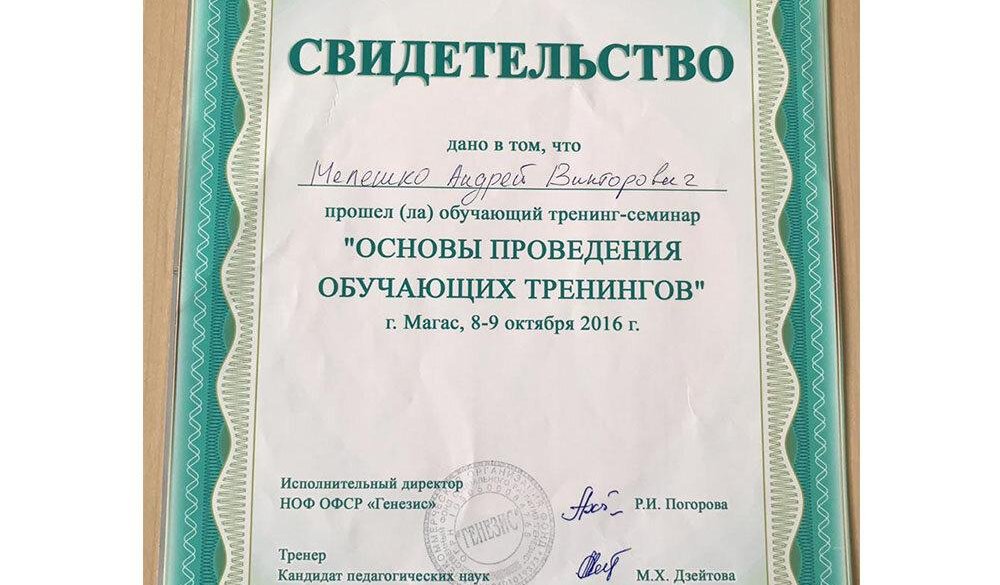 СВИДЕТЕЛЬСТВО
дано в том, что
Мелешко Андрей Викторович
прошел (ла) обучающий тренинг-семинар
"ОСНОВЫ ПРОВЕДЕНИЯ
ОБУЧАЮЩИХ ТРЕНИНГОВ"
г. Магас, 8-9 октября 2016 г.
Исполнительный директор
НОФ ОФСР «Генезис» Р.И. Погорова
"ГЕНЕЗИС"
Тренер
Кандидат педагогических наук М.Х. Дзейтова